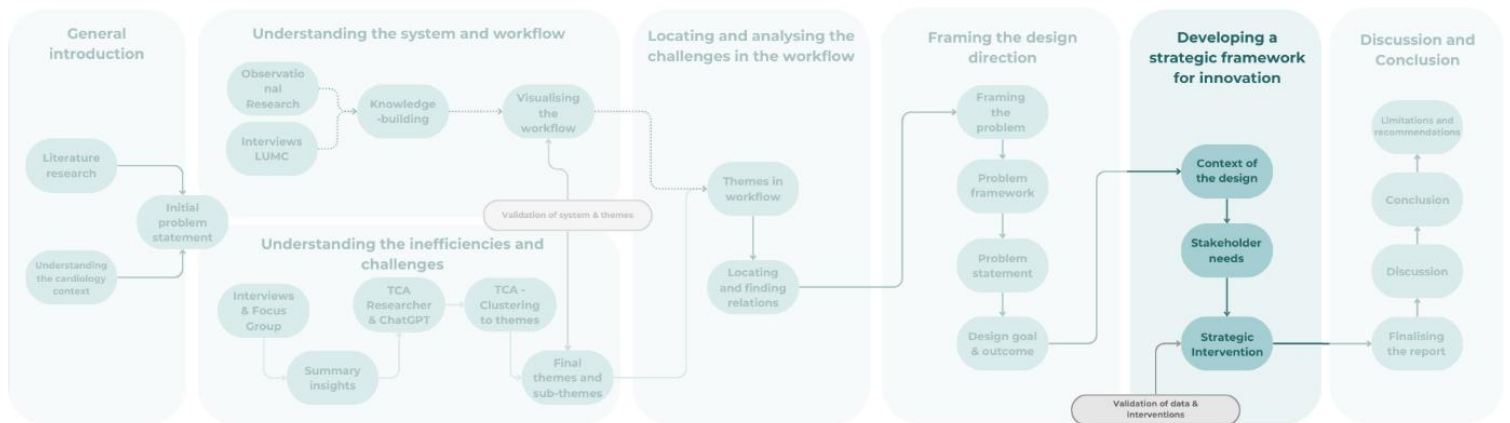 General
introduction
Literature
research
Initial
problem
statement
Understanding
the cardiology
context
Understanding the system and workflow
Observatio
nal
Research
Interviews
LUMC
Knowledge
-building
Visualising
the
workflow
Validation of system & themes
Understanding the inefficiencies and
challenges
Interviews
& Focus
Group
Summary
insights
TCA
Researcher
& ChatGPT
TCA -
Clustering
to themes
Final
themes and
sub-themes
Locating and analysing the
challenges in the workflow
Themes in
workflow
Locating
and finding
relations
Framing the design
direction
Framing
the
problem
Problem
framework
Problem
statement
Design goal
& outcome
Developing a
strategic framework
for innovation
Context of
the design
Stakeholder
needs
Strategic
Intervention
Validation of data &
interventions
Discussion and
Conclusion
Limitations and
recommendations
Conclusion
Discussion
Finalising
the report